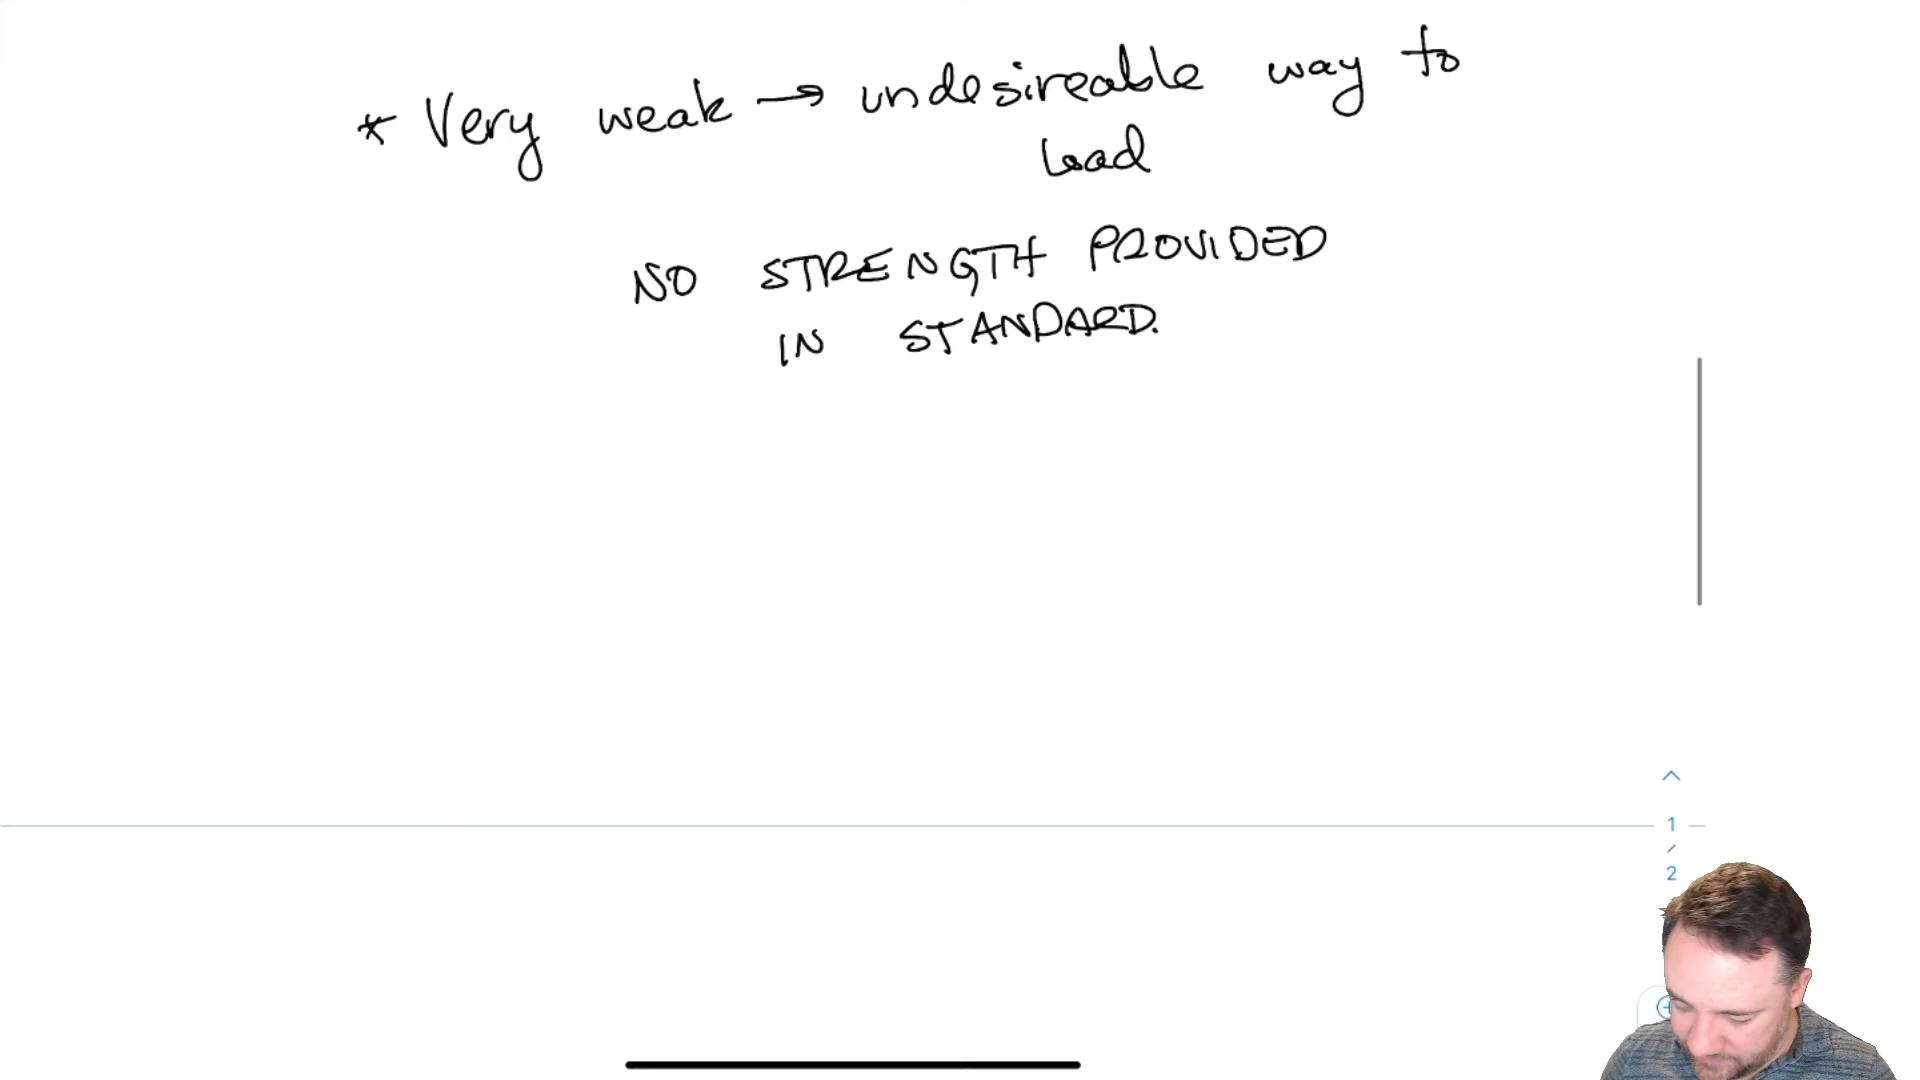 * Very weak → undesireable way to
load
NO STRENGTH PROVIDED
IN STANDARD.
1
/
2